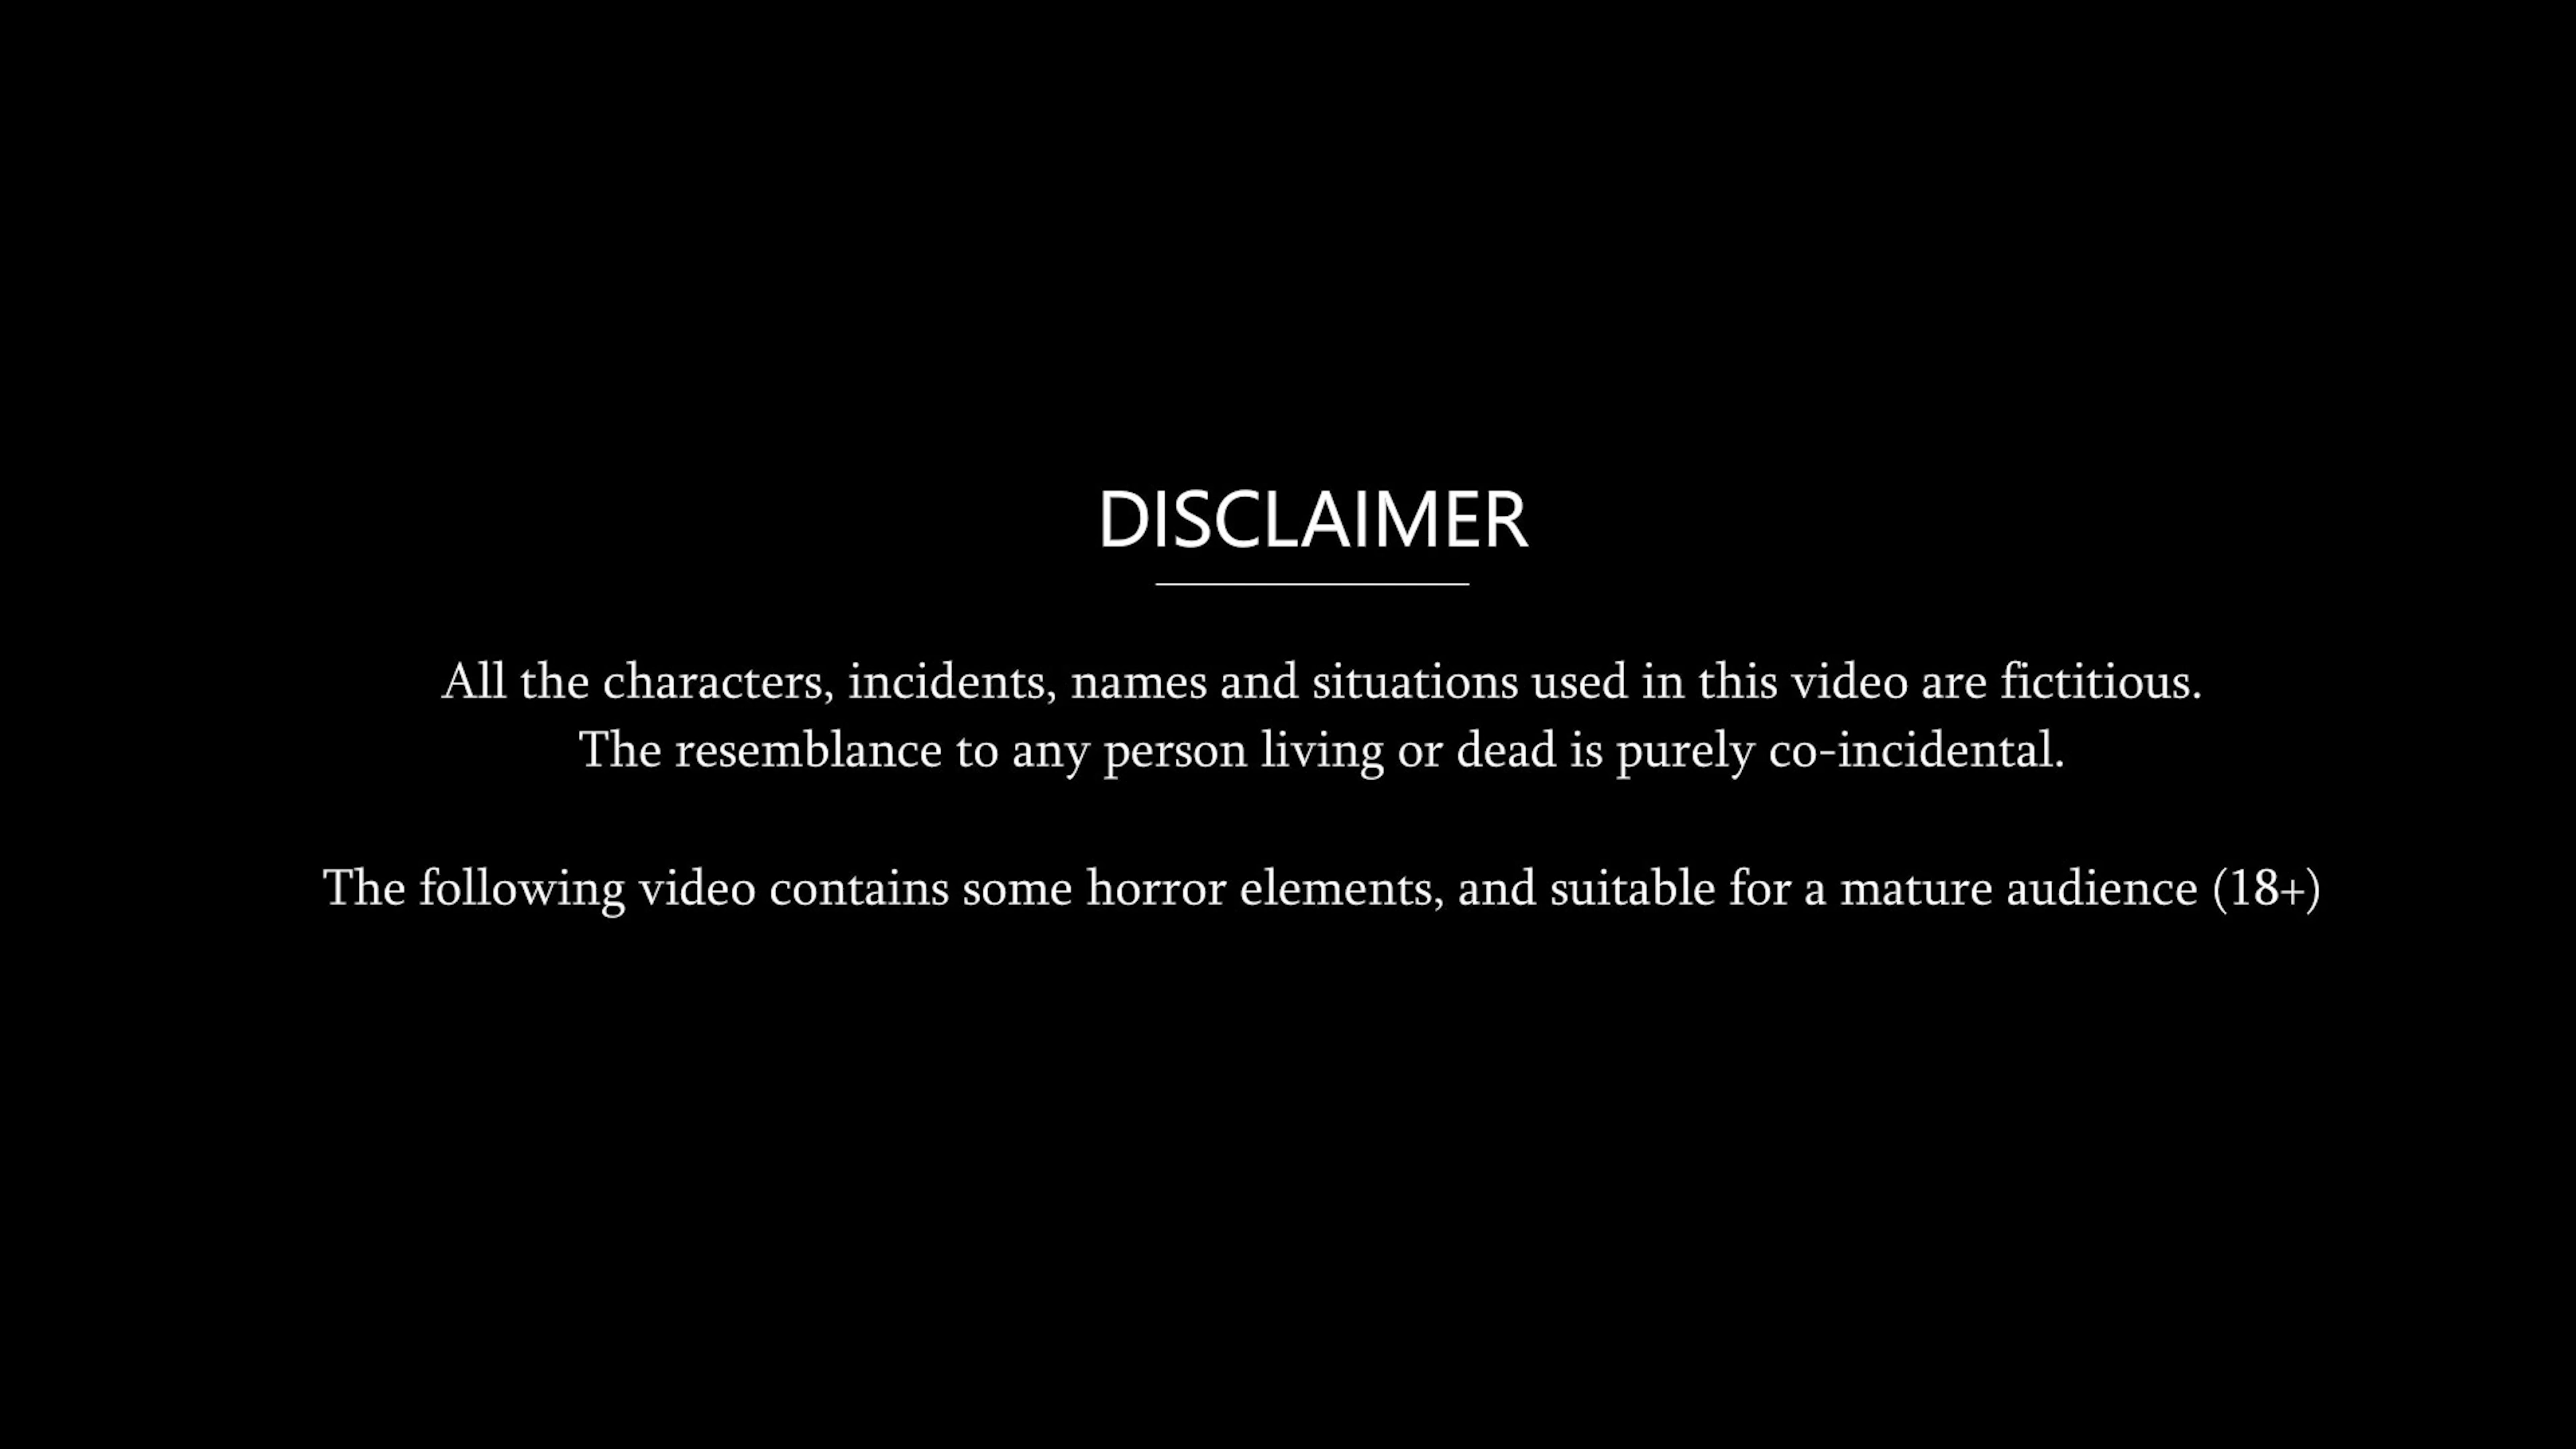 DISCLAIMER
All the characters, incidents, names and situations used in this video are fictitious.
The resemblance to any person living or dead is purely co-incidental.
The following video contains some horror elements, and suitable for a mature audience (18+)